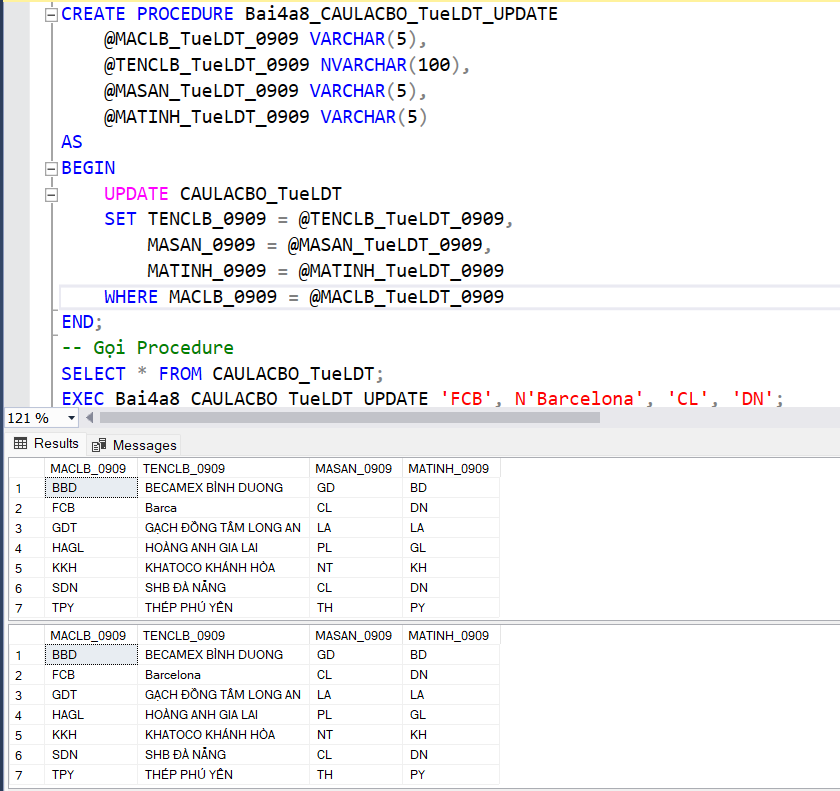 CREATE PROCEDURE Bai4a8_CAULACBO_TueLDT_UPDATE
@MACLB_TueLDT_0909 VARCHAR(5),
@TENCLB_TueLDT_0909 NVARCHAR(100),
@MASAN_TueLDT_0909 VARCHAR(5),
@MATINH_TueLDT_0909 VARCHAR(5)
AS
BEGIN
UPDATE CAULACBO_TueLDT
SET TENCLB_0909 = @TENCLB_TueLDT_0909,
MASAN_0909 = @MASAN_TueLDT_0909,
MATINH_0909 = @MATINH_TueLDT_0909
WHERE MACLB_0909 = @MACLB_TueLDT_0909
END;
-- Gọi Procedure
SELECT * FROM CAULACBO_TueLDT;
EXEC Bai4a8_CAULACBO_TueLDT_UPDATE 'FCB', N'Barcelona', 'CL', 'DN';
121 %
Results Messages
MACLB_0909 TENCLB_0909 MASAN_0909 MATINH_0909
1 BBD BECAMEX BÌNH DUONG GD BD
2 FCB Barca CL DN
3 GDT GẠCH ĐỒNG TÂM LONG AN LA LA
4 HAGL HOÀNG ANH GIA LAI PL GL
5 KKH KHATOCO KHÁNH HÒA NT KH
6 SDN SHB ĐÀ NẴNG CL DN
7 TPY THÉP PHÚ YÊN TH PY
MACLB_0909 TENCLB_0909 MASAN_0909 MATINH_0909
1 BBD BECAMEX BÌNH DUONG GD BD
2 FCB Barcelona CL DN
3 GDT GẠCH ĐỒNG TÂM LONG AN LA LA
4 HAGL HOÀNG ANH GIA LAI PL GL
5 KKH KHATOCO KHÁNH HÒA NT KH
6 SDN SHB ĐÀ NẴNG CL DN
7 TPY THÉP PHÚ YÊN TH PY